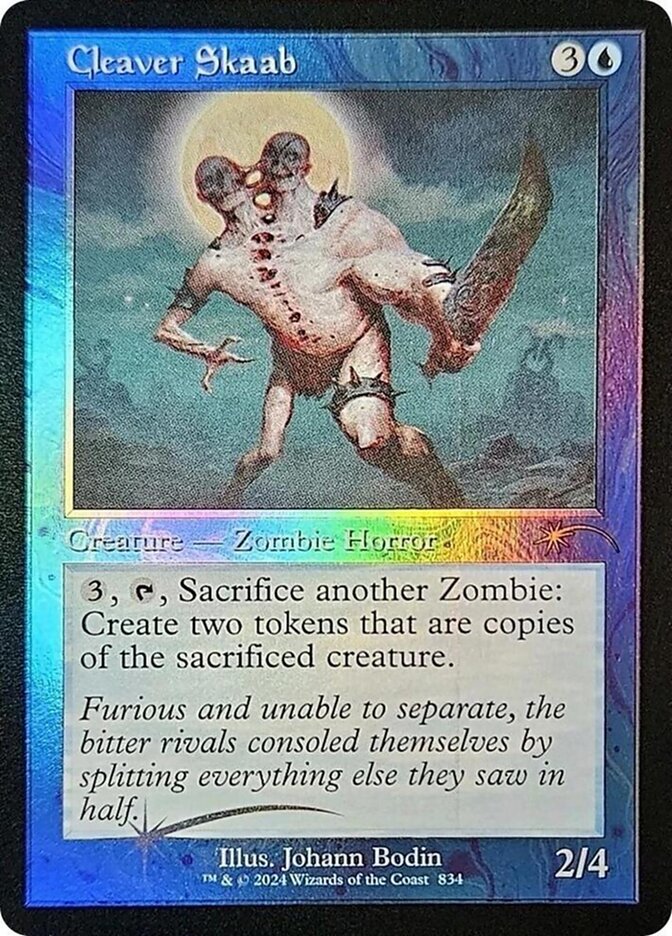 Cleaver Skaab 3
Creature — Zombie Horror
3, , Sacrifice another Zombie:
Create two tokens that are copies
of the sacrificed creature.
Furious and unable to separate, the
bitter rivals consoled themselves by
splitting everything else they saw in
half.
Illus. Johann Bodin
™ & © 2024 Wizards of the Coast 834
2/4